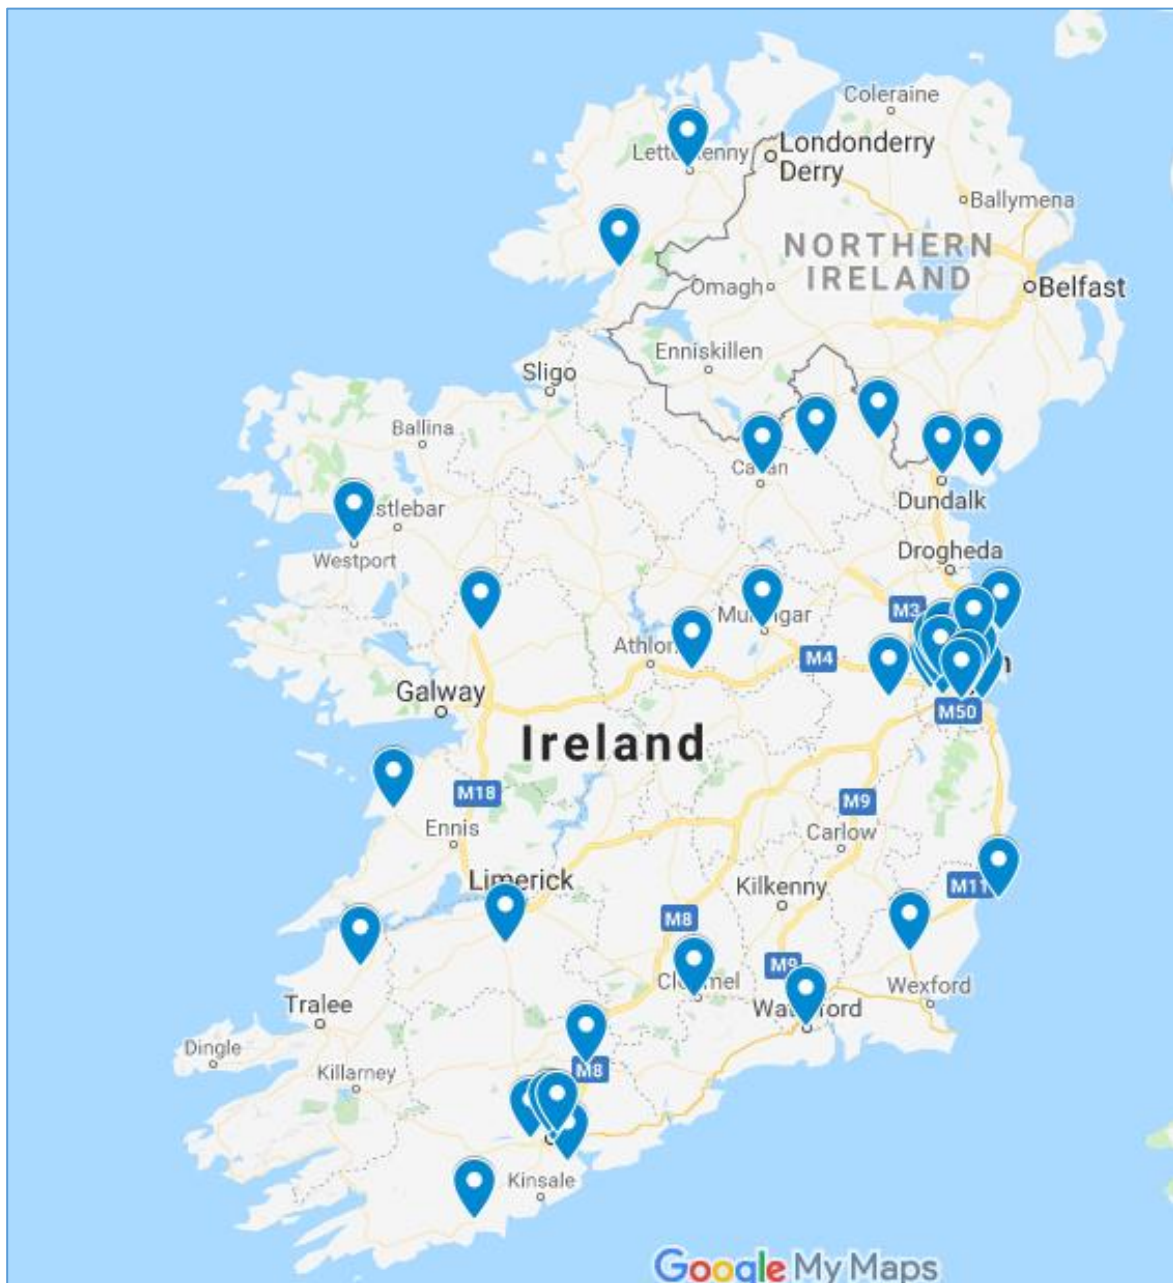 Coleraine
Londonderry
Derry
Ballymena
NORTHERN
IRELAND
Omagh
Belfast
Enniskillen
Sligo
Ballina
Dundalk
Westport
Drogheda
M3
M4
Galway
M50
Ireland
M18
M9
Ennis
Carlow
Limerick
Kilkenny
M11
M8
M9
Wexford
Tralee
Dingle
Killarney
M8
Kinsale
Google My Maps